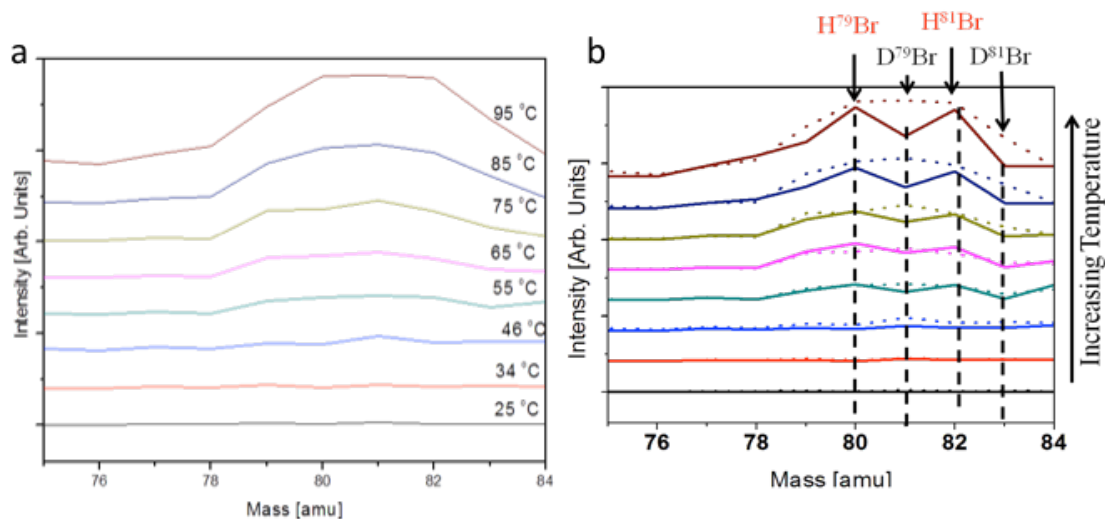 a
Intensity [Arb. Units]
95 °C
85 °C
75 °C
65 °C
55 °C
46 °C
34 °C
25 °C
76 78 80 82 84
Mass [amu]
b
H⁷⁹Br H⁸¹Br
D⁷⁹Br D⁸¹Br
Intensity [Arb. Units]
Increasing Temperature
76 78 80 82 84
Mass [amu]